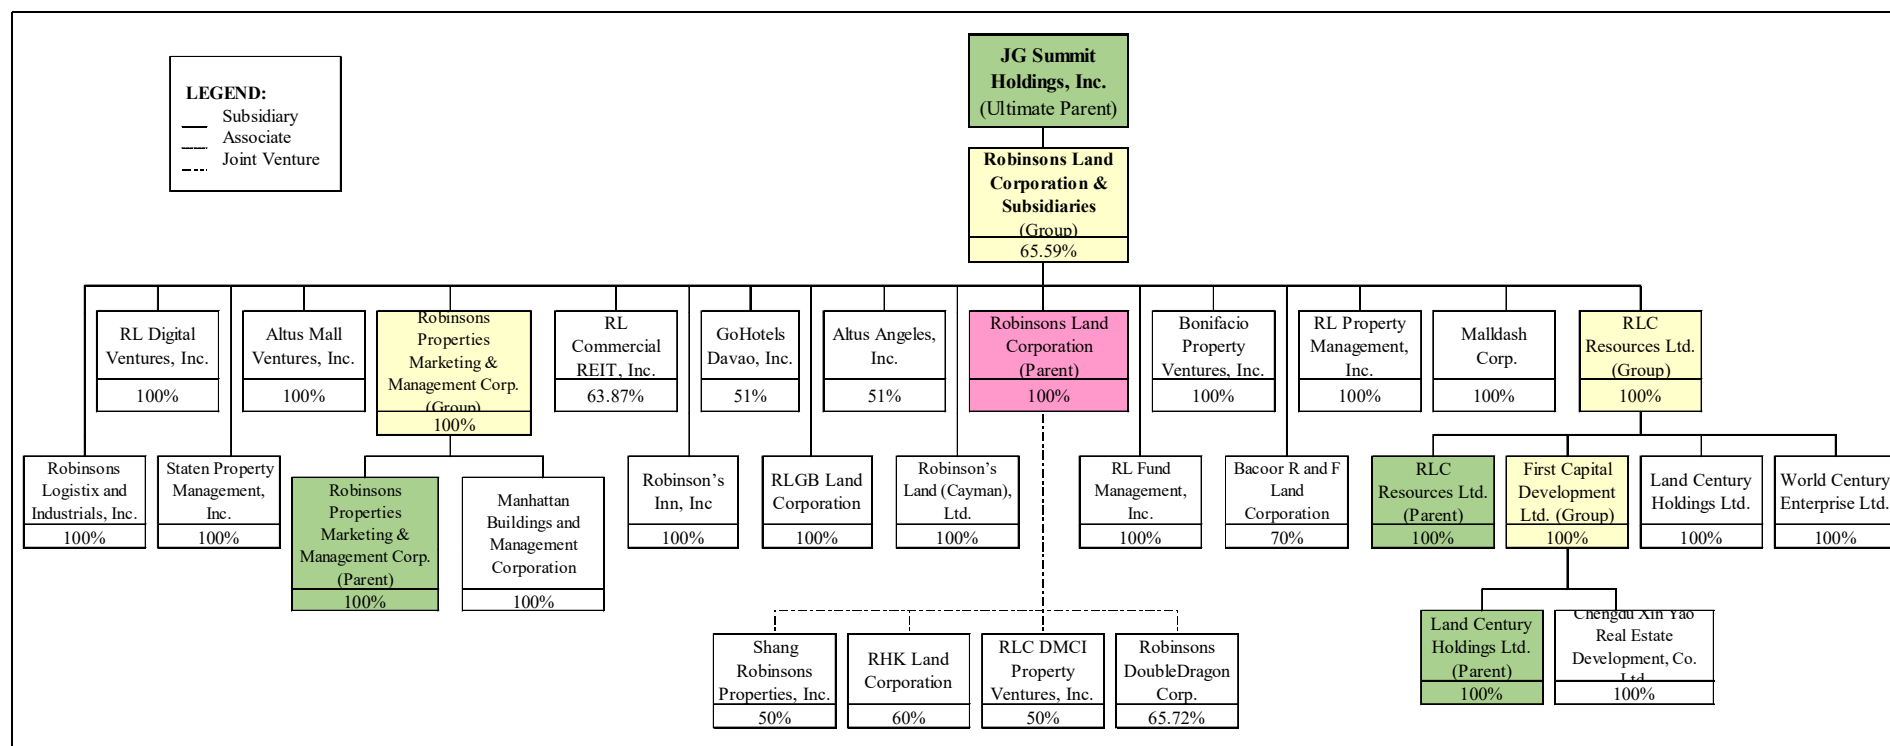 JG Summit
Holdings, Inc.
(Ultimate Parent)
LEGEND:
Subsidiary
Associate
Joint Venture
Robinsons Land
Corporation &
Subsidiaries
(Group)
65.59%
RL Digital
Ventures, Inc.
100%
Altus Mall
Ventures, Inc.
100%
Robinsons
Properties
Marketing &
Management Corp.
(Group)
100%
RL
Commercial
REIT, Inc.
63.87%
GoHotels
Davao, Inc.
51%
Altus Angeles,
Inc.
51%
Robinsons Land
Corporation
(Parent)
100%
Bonifacio
Property
Ventures, Inc.
100%
RL Property
Management,
Inc.
100%
Malldash
Corp.
100%
RLC
Resources Ltd.
(Group)
100%
Robinsons
Logistix and
Industrials, Inc.
100%
Staten Property
Management,
Inc.
100%
Robinsons
Properties
Marketing &
Management Corp.
(Parent)
100%
Manhattan
Buildings and
Management
Corporation
100%
Robinson’s
Inn, Inc
100%
RLGB Land
Corporation
100%
Robinson’s
Land (Cayman),
Ltd.
100%
RL Fund
Management,
Inc.
100%
Bacoor R and F
Land
Corporation
70%
RLC
Resources Ltd.
(Parent)
100%
First Capital
Development
Ltd. (Group)
100%
Land Century
Holdings Ltd.
100%
World Century
Enterprise Ltd.
100%
Shang
Robinsons
Properties, Inc.
50%
RHK Land
Corporation
60%
RLC DMCI
Property
Ventures, Inc.
50%
Robinsons
DoubleDragon
Corp.
65.72%
Land Century
Holdings Ltd.
(Parent)
100%
Chengdu Xin Yao
Real Estate
Development, Co.
Ltd
100%